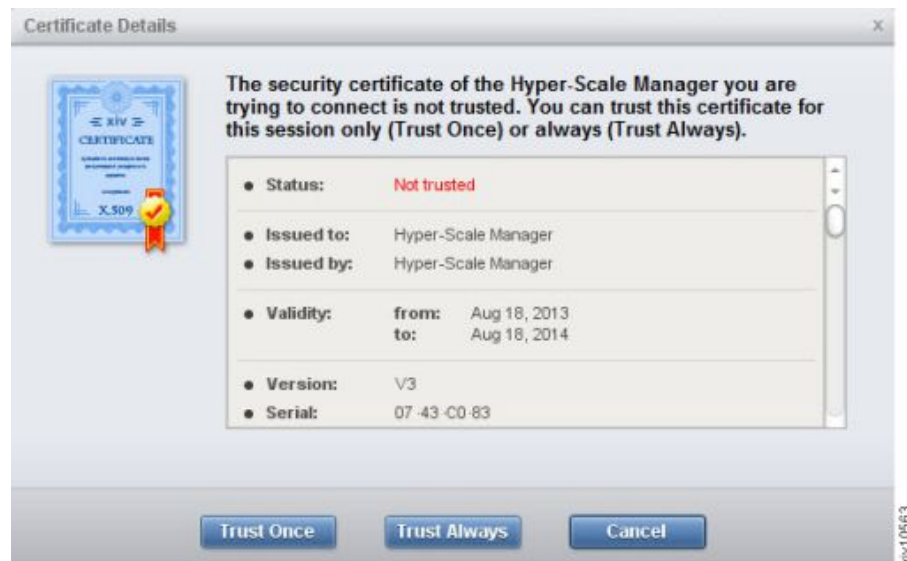 Certificate Details
x
XIV
CERTIFICATE
X.509
The security certificate of the Hyper-Scale Manager you are
trying to connect is not trusted. You can trust this certificate for
this session only (Trust Once) or always (Trust Always).
Status: Not trusted
Issued to: Hyper-Scale Manager
Issued by: Hyper-Scale Manager
Validity: from: Aug 18, 2013
to: Aug 18, 2014
Version: V3
Serial: 07 -43 -C0 -83
Trust Once Trust Always Cancel